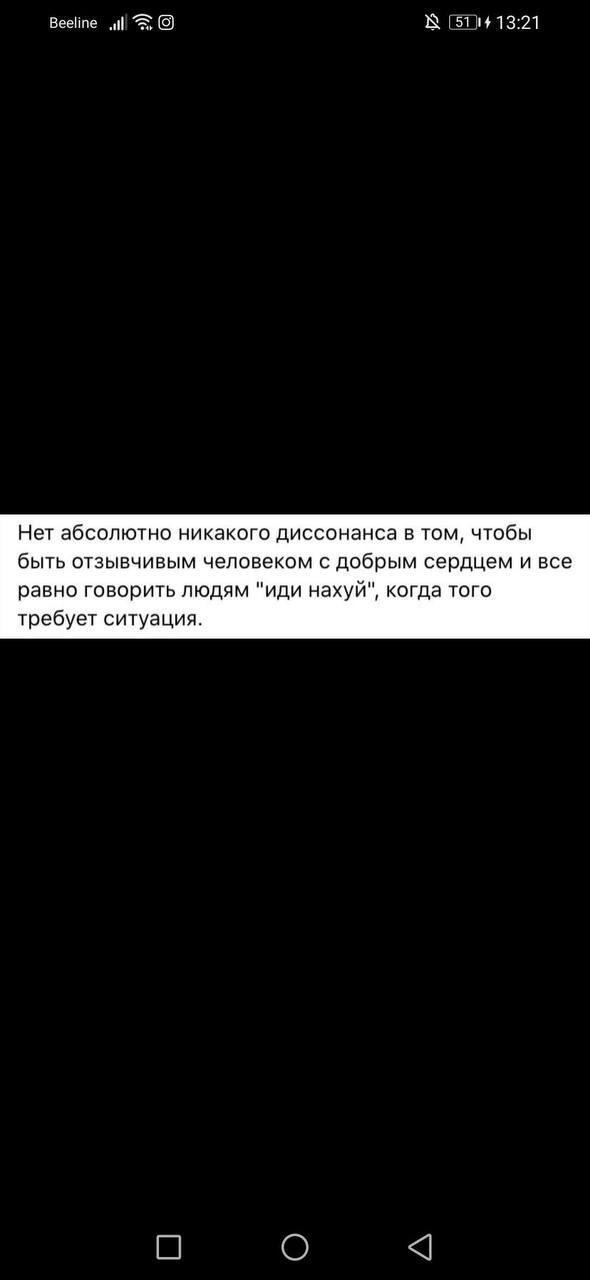 Beeline 51 13:21
Нет абсолютно никакого диссонанса в том, чтобы
быть отзывчивым человеком с добрым сердцем и все
равно говорить людям "иди нахуй", когда того
требует ситуация.